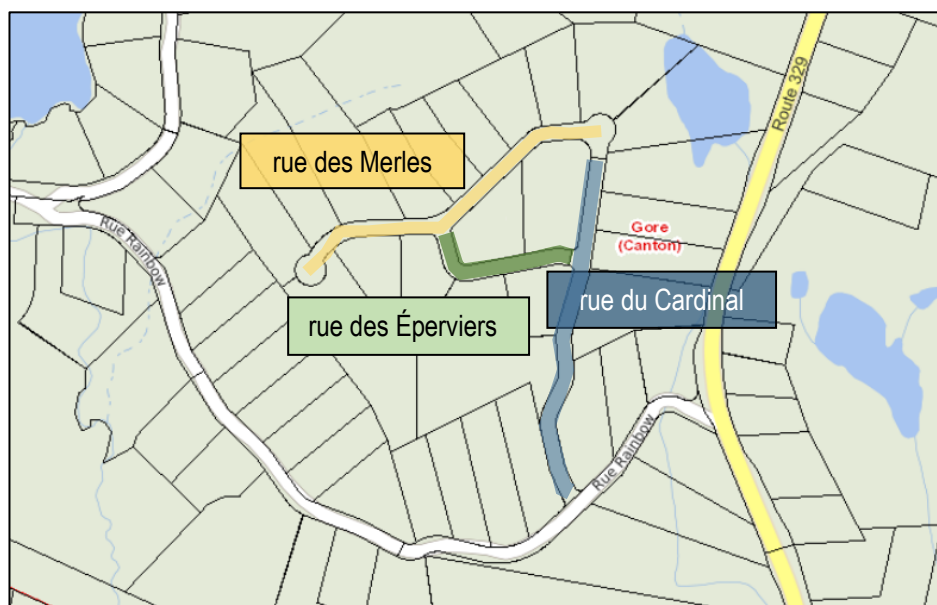 Route 329
rue des Merles
Rue Rainbow
Gore
(Canton)
rue du Cardinal
rue des Éperviers
Rue Rainbow